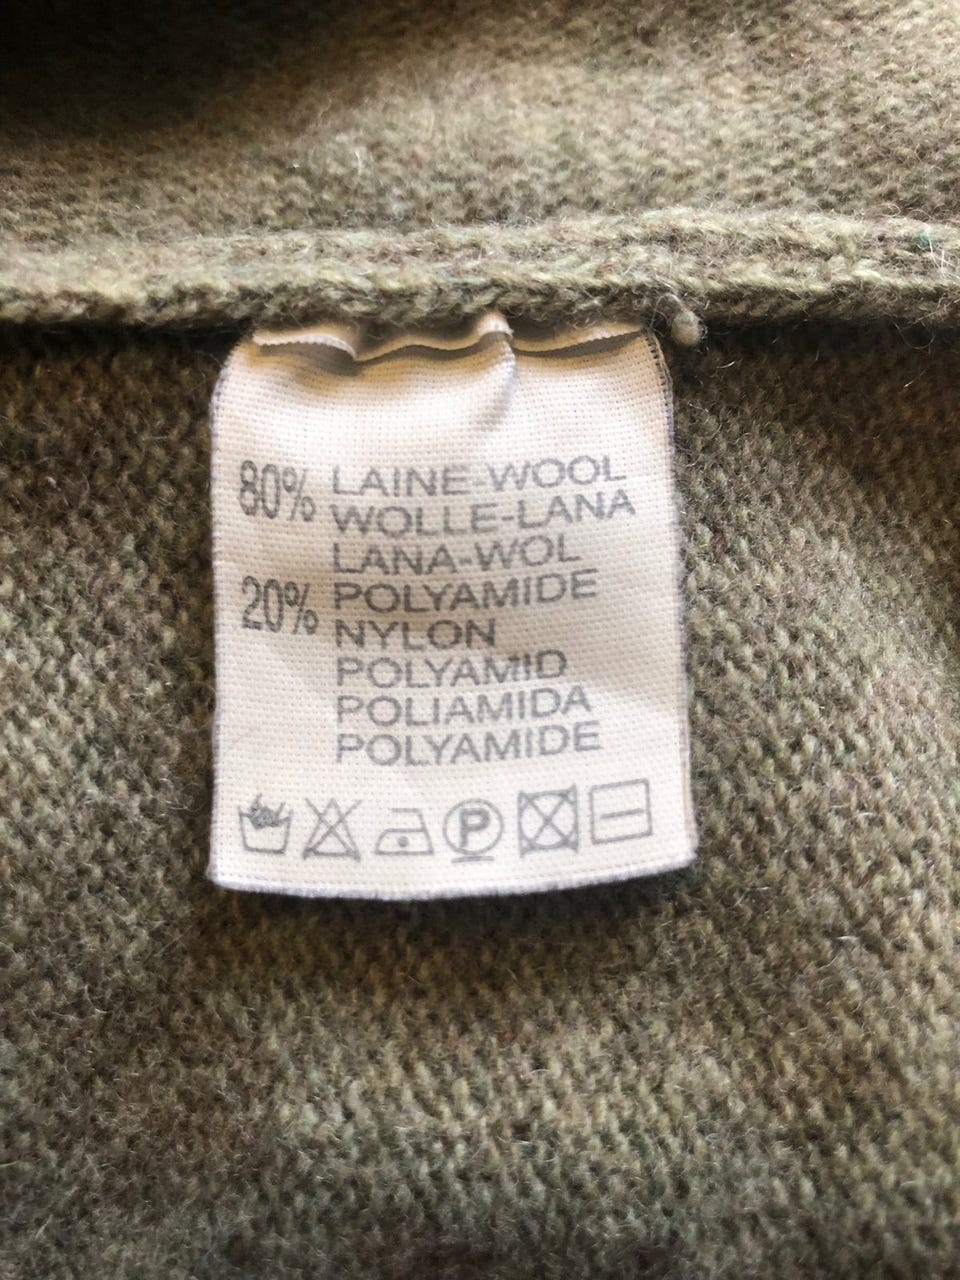 80% LAINE-WOOL
WOLLE-LANA
LANA-WOL
20% POLYAMIDE
NYLON
POLYAMID
POLIAMIDA
POLYAMIDE
P